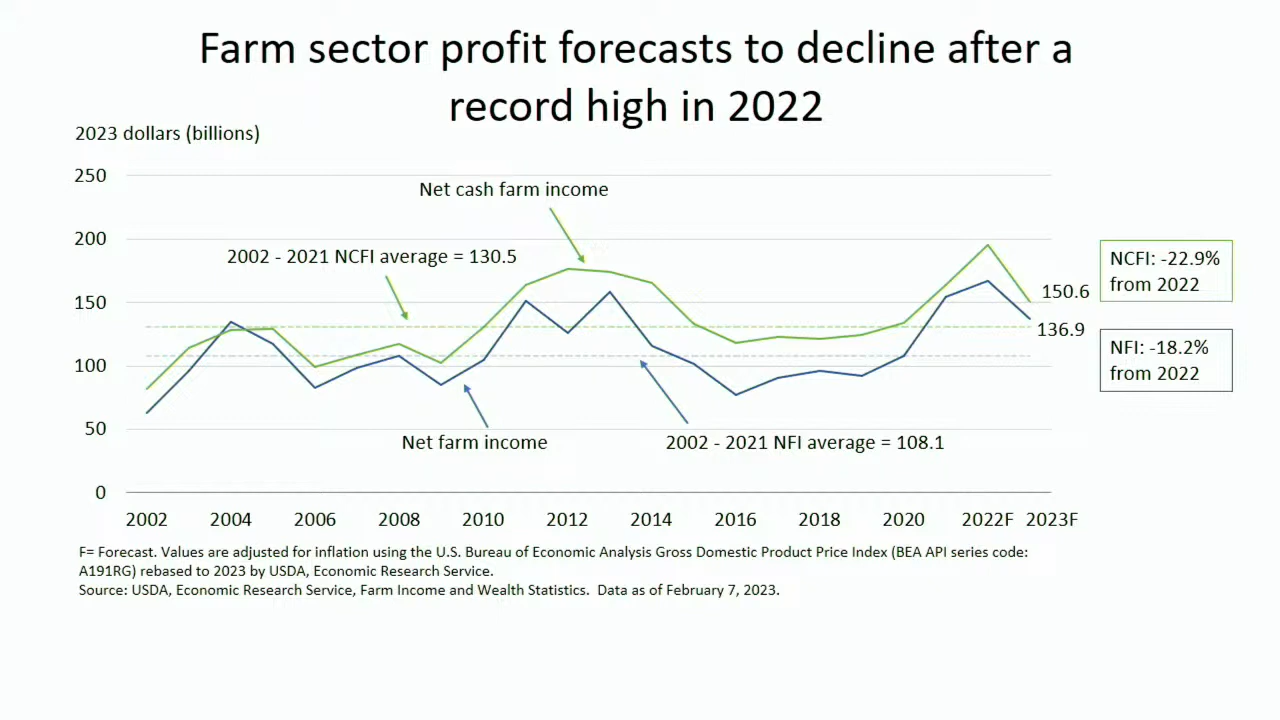 Farm sector profit forecasts to decline after a
record high in 2022
2023 dollars (billions)
250
200
150
100
50
0
Net cash farm income
2002 - 2021 NCFI average = 130.5
Net farm income
2002 - 2021 NFI average = 108.1
150.6
136.9
NCFI: -22.9%
from 2022
NFI: -18.2%
from 2022
2002 2004 2006 2008 2010 2012 2014 2016 2018 2020 2022F 2023F
F= Forecast. Values are adjusted for inflation using the U.S. Bureau of Economic Analysis Gross Domestic Product Price Index (BEA API series code:
A191RG) rebased to 2023 by USDA, Economic Research Service.
Source: USDA, Economic Research Service, Farm Income and Wealth Statistics. Data as of February 7, 2023.